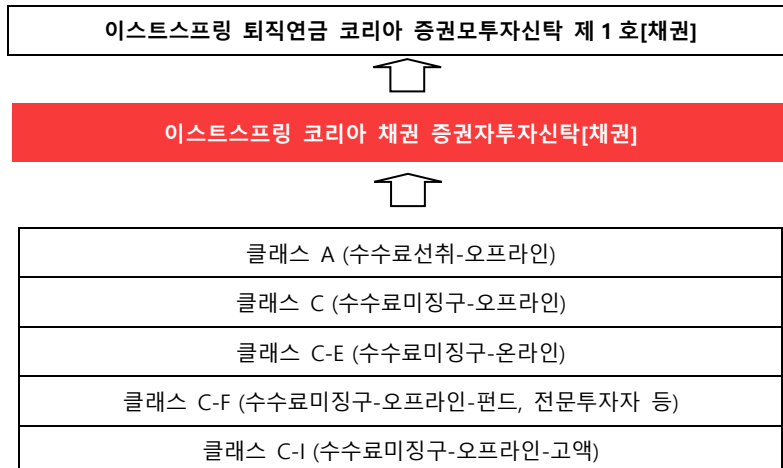 이스트스프링 퇴직연금 코리아 증권모투자신탁 제1호[채권]
이스트스프링 코리아 채권 증권자투자신탁[채권]
클래스 A (수수료선취-오프라인)
클래스 C (수수료미징구-오프라인)
클래스 C-E (수수료미징구-온라인)
클래스 C-F (수수료미징구-오프라인-펀드, 전문투자자 등)
클래스 C-I (수수료미징구-오프라인-고액)